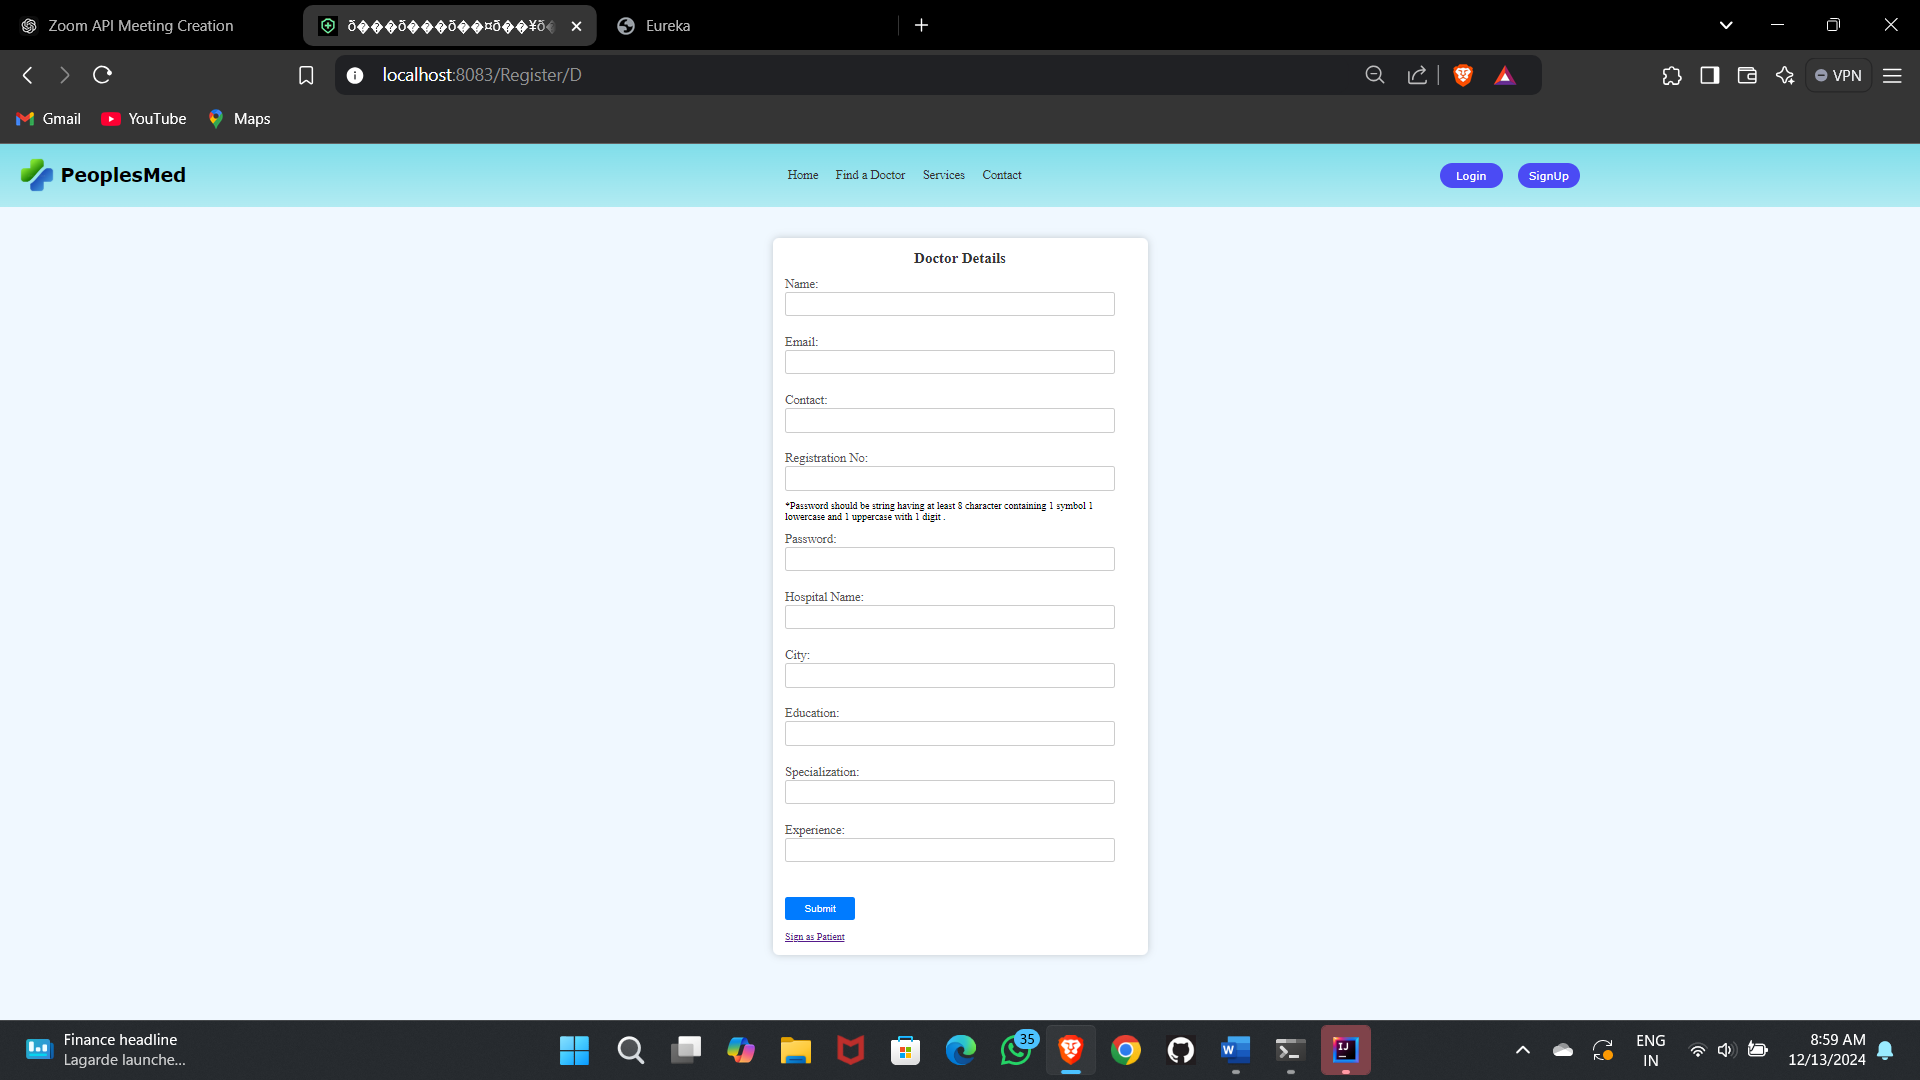 Zoom API Meeting Creation
Eureka
localhost:8083/Register/D
VPN
Gmail
YouTube
Maps
PeoplesMed
Home
Find a Doctor
Services
Contact
Login
SignUp
Doctor Details
Name:
Email:
Contact:
Registration No:
*Password should be string having at least 8 character containing 1 symbol 1
lowercase and 1 uppercase with 1 digit .
Password:
Hospital Name:
City:
Education:
Specialization:
Experience:
Submit
Sign as Patient
Finance headline
Lagarde launche...
35
ENG
IN
8:59 AM
12/13/2024